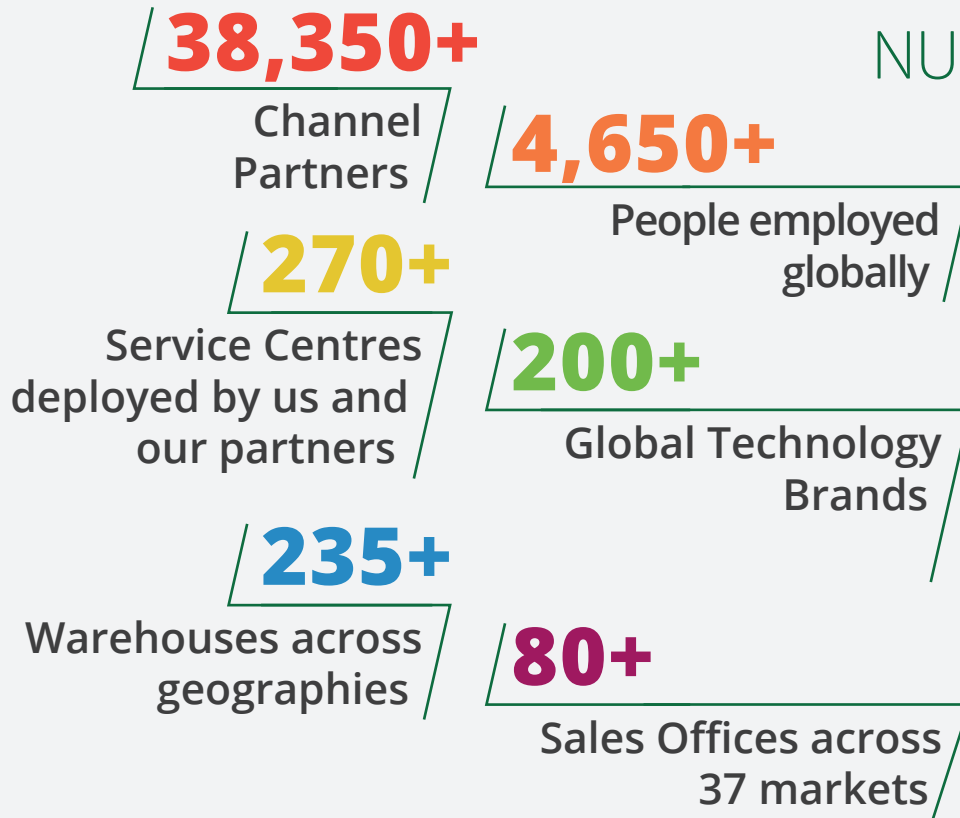 38,350+
Channel
Partners
NU
4,650+
People employed
globally
270+
Service Centres
deployed by us and
our partners
200+
Global Technology
Brands
235+
Warehouses across
geographies
80+
Sales Offices across
37 markets